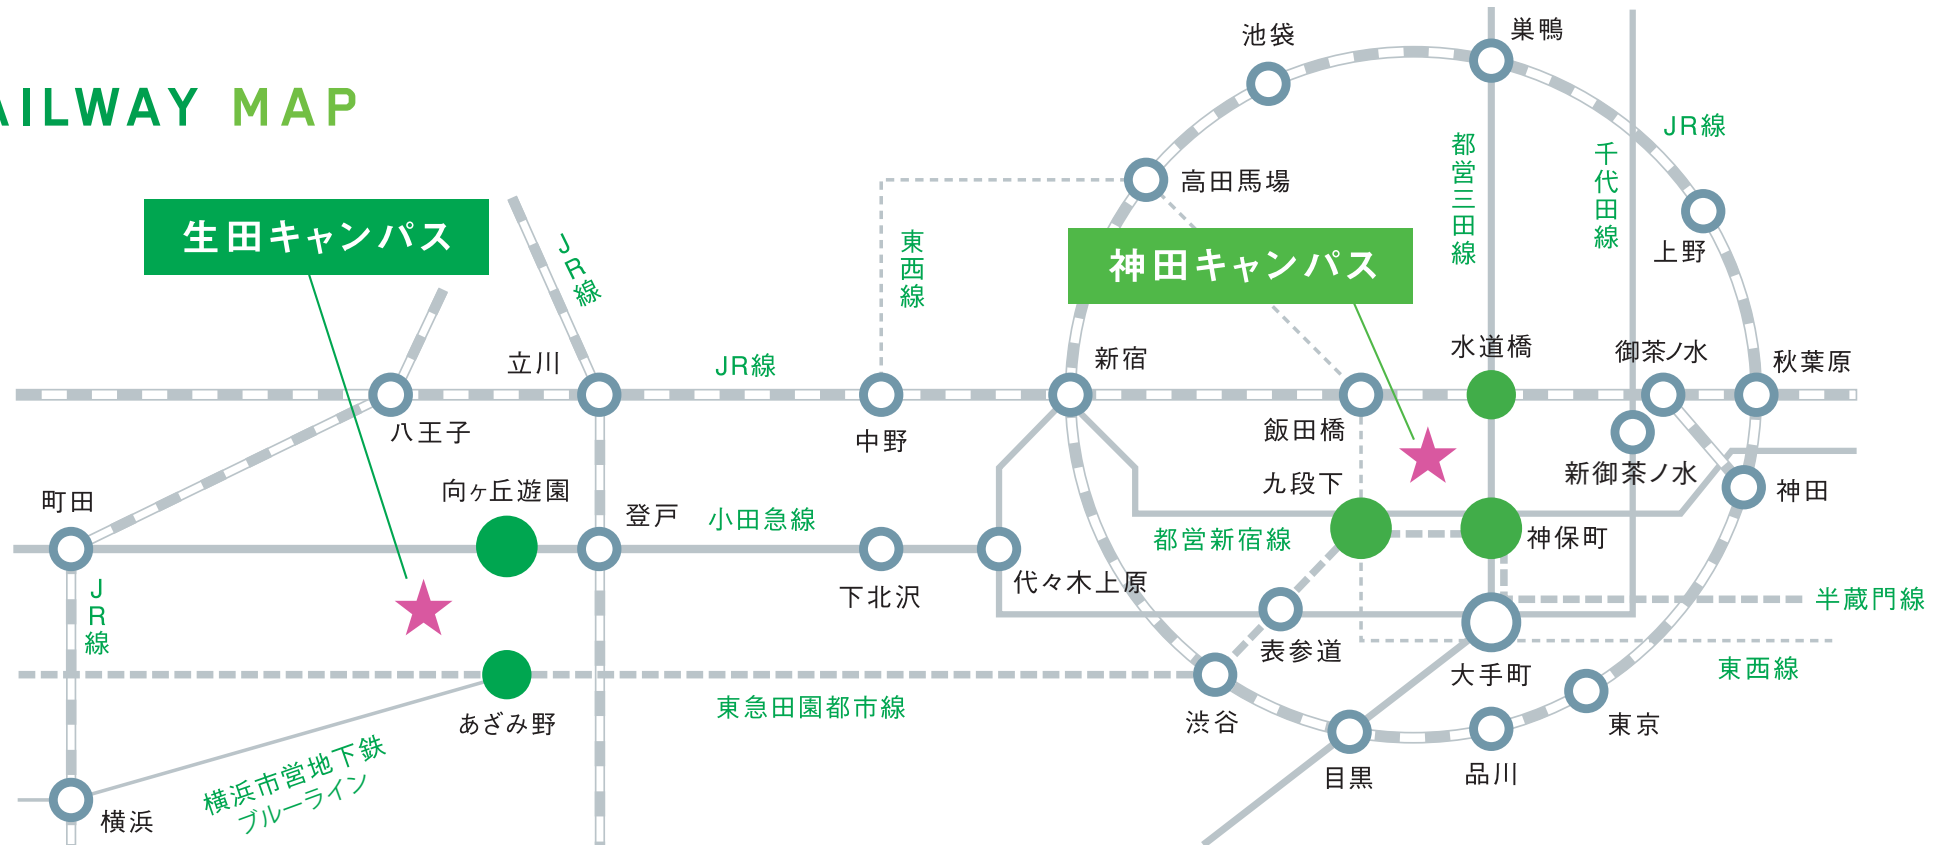 AILWAY MAP
池袋
巣鴨
JR線
都営三田線
千代田線
高田馬場
生田キャンパス
JR線
東西線
神田キャンパス
上野
立川
JR線
新宿
水道橋
御茶ノ水
秋葉原
八王子
中野
飯田橋
新御茶ノ水
町田
向ヶ丘遊園
登戸
小田急線
九段下
神田
都営新宿線
神保町
JR線
下北沢
代々木上原
半蔵門線
表参道
大手町
東西線
あざみ野
東急田園都市線
渋谷
東京
横浜市営地下鉄
ブルーライン
目黒
品川
横浜